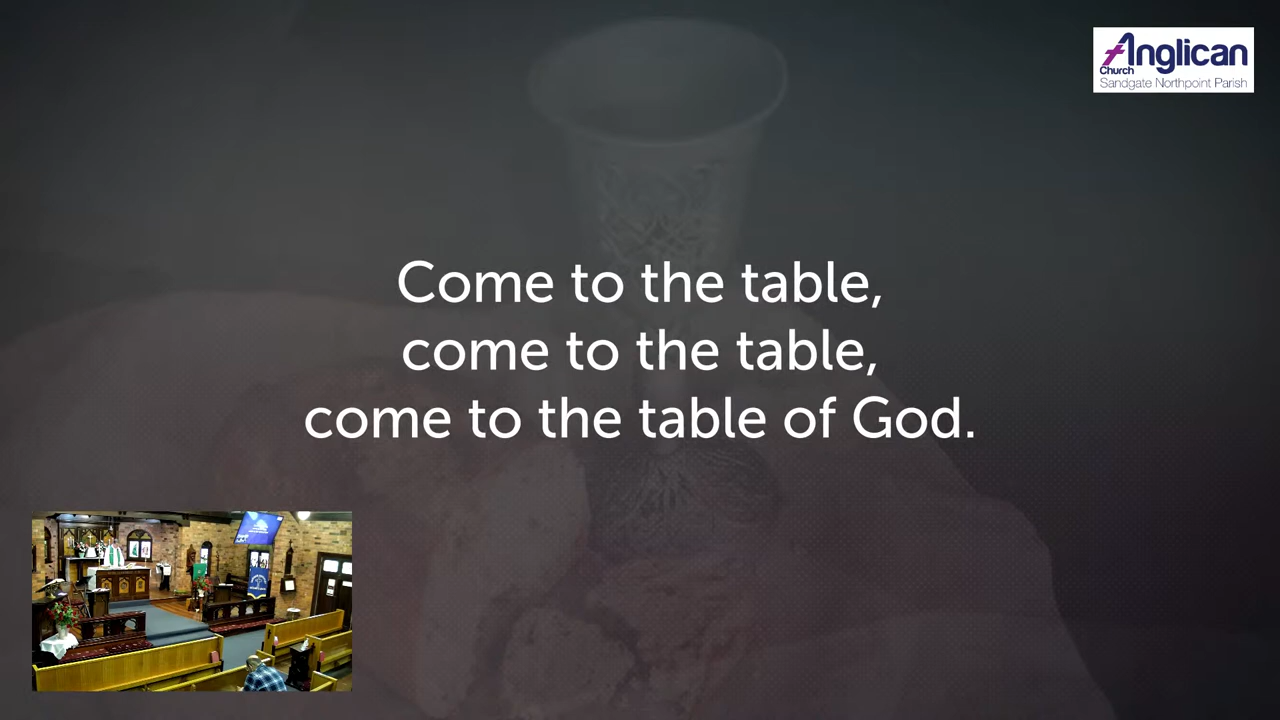 Anglican
Church
Sandgate Northpoint Parish
Come to the table,
come to the table,
come to the table of God.